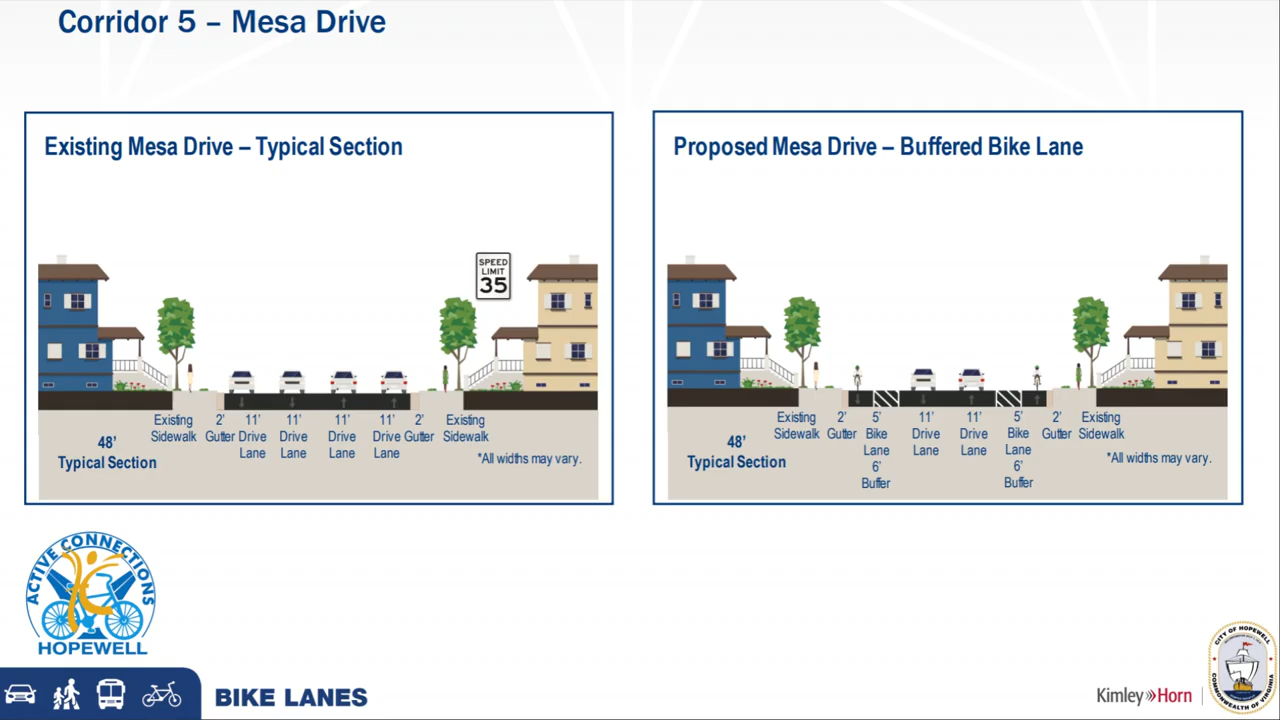 Corridor 5 – Mesa Drive
Existing Mesa Drive – Typical Section
SPEED
LIMIT
35
Existing
Sidewalk
2'
Gutter
11'
Drive
Lane
11'
Drive
Lane
11'
Drive
Lane
11'
Drive
Lane
2'
Gutter
Existing
Sidewalk
48'
Typical Section
*All widths may vary.
Proposed Mesa Drive – Buffered Bike Lane
Existing
Sidewalk
2'
Gutter
5'
Bike
Lane
6'
Buffer
11'
Drive
Lane
11'
Drive
Lane
5'
Bike
Lane
6'
Buffer
2'
Gutter
Existing
Sidewalk
48'
Typical Section
*All widths may vary.
ACTIVE CONNECTIONS
HOPEWELL
BIKE LANES
Kimley»Horn
CITY OF HOPEWELL
COMMONWEALTH OF VIRGINIA